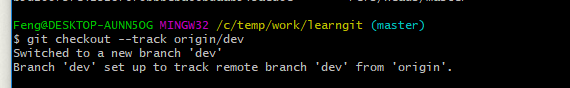 Feng@DESKTOP-AUNN5OG MINGW32 /c/temp/work/learngit (master)
$ git checkout --track origin/dev
Switched to a new branch 'dev'
Branch 'dev' set up to track remote branch 'dev' from 'origin'.